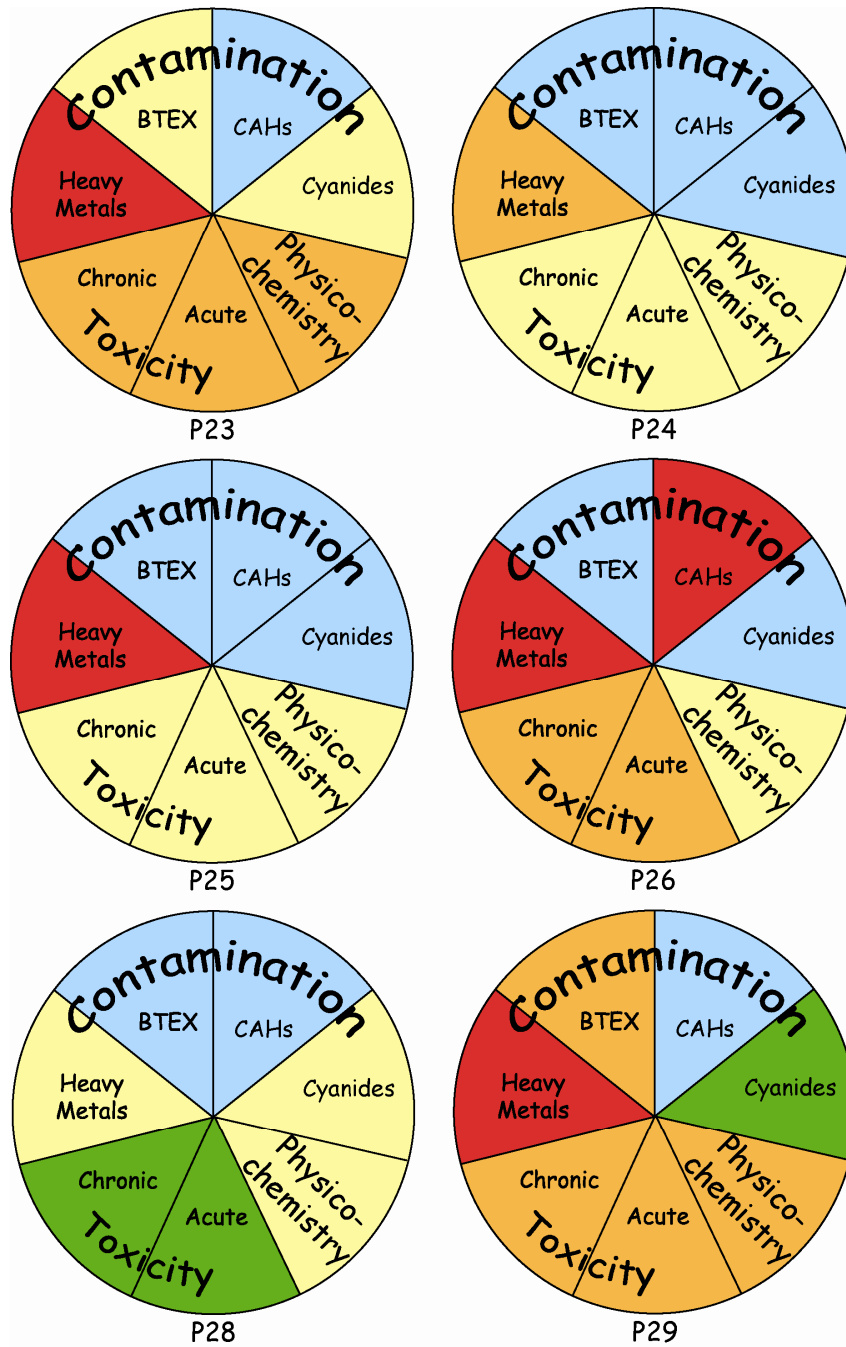 Contamination
BTEX
CAHs
Heavy
Metals
Cyanides
Chronic
Acute
Physico-
chemistry
Toxicity
P23
Contamination
BTEX
CAHs
Heavy
Metals
Cyanides
Chronic
Acute
Physico-
chemistry
Toxicity
P24
Contamination
BTEX
CAHs
Heavy
Metals
Cyanides
Chronic
Acute
Physico-
chemistry
Toxicity
P25
Contamination
BTEX
CAHs
Heavy
Metals
Cyanides
Chronic
Acute
Physico-
chemistry
Toxicity
P26
Contamination
BTEX
CAHs
Heavy
Metals
Cyanides
Chronic
Acute
Physico-
chemistry
Toxicity
P28
Contamination
BTEX
CAHs
Heavy
Metals
Cyanides
Chronic
Acute
Physico-
chemistry
Toxicity
P29